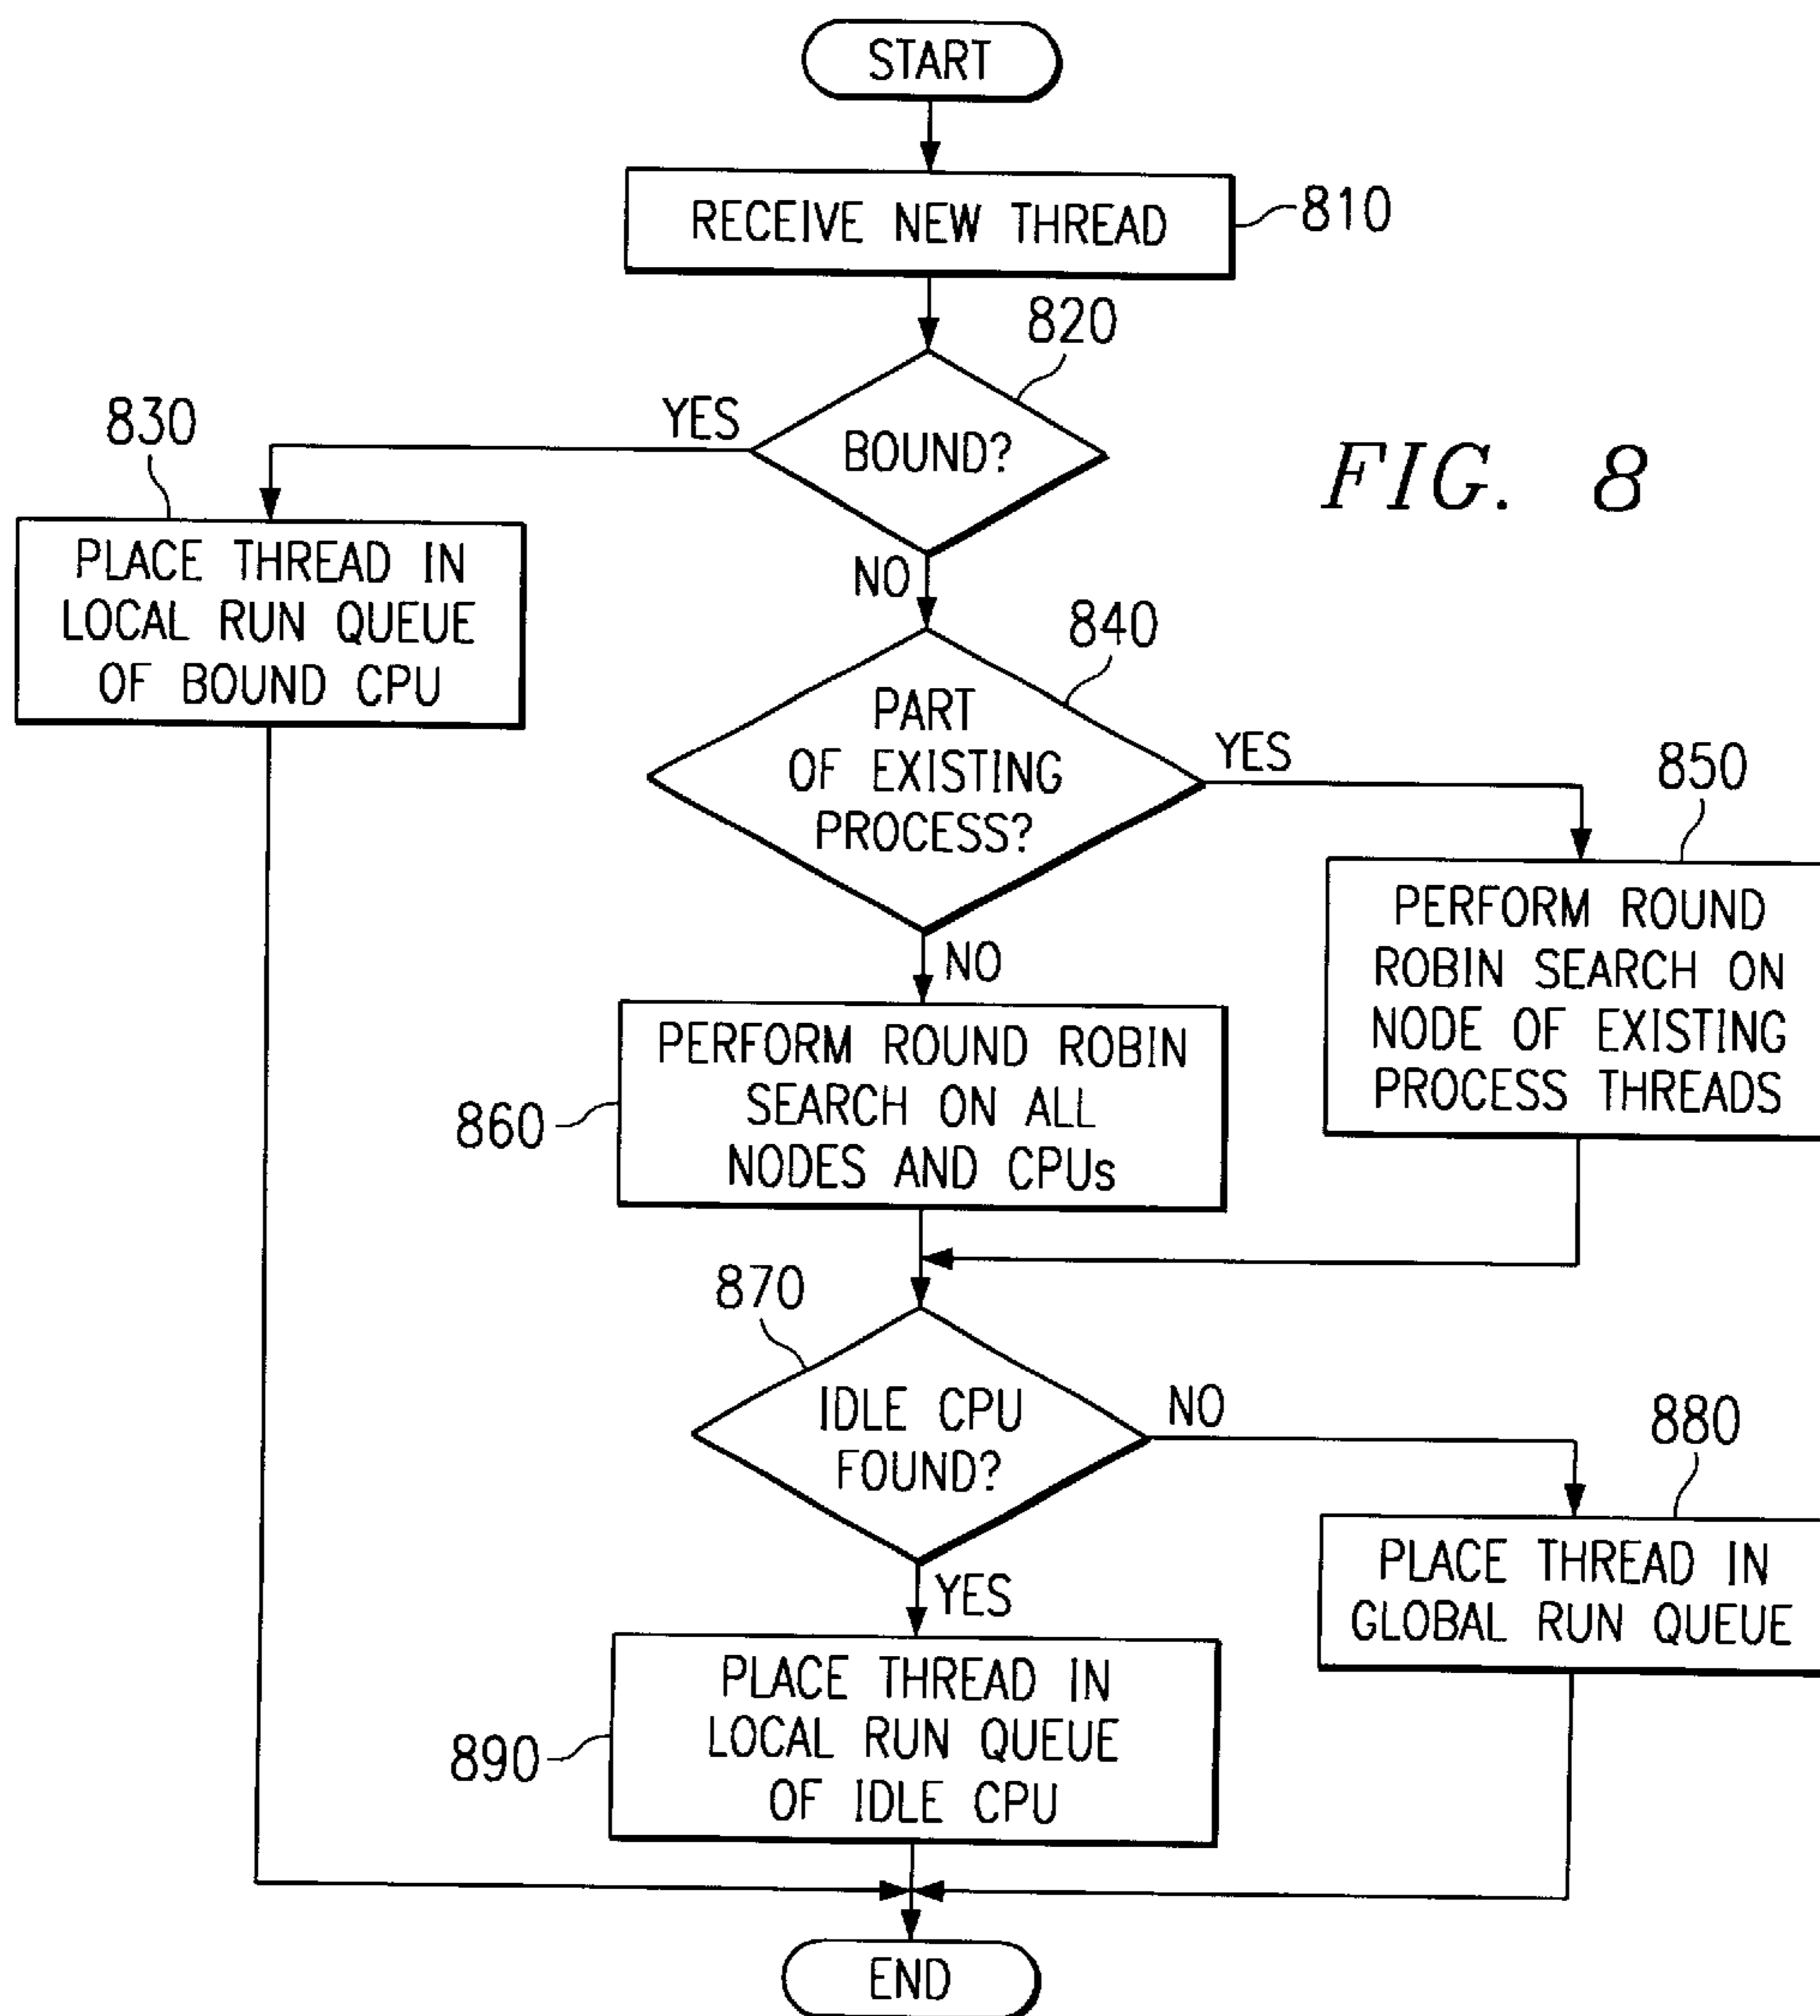 START
RECEIVE NEW THREAD
810
820
YES
BOUND?
FIG. 8
830
PLACE THREAD IN
LOCAL RUN QUEUE
OF BOUND CPU
NO
840
PART
OF EXISTING
PROCESS?
YES
850
PERFORM ROUND
ROBIN SEARCH ON
NODE OF EXISTING
PROCESS THREADS
NO
PERFORM ROUND ROBIN
SEARCH ON ALL
NODES AND CPUs
860
870
IDLE CPU
FOUND?
NO
880
PLACE THREAD IN
GLOBAL RUN QUEUE
YES
PLACE THREAD IN
LOCAL RUN QUEUE
OF IDLE CPU
890
END